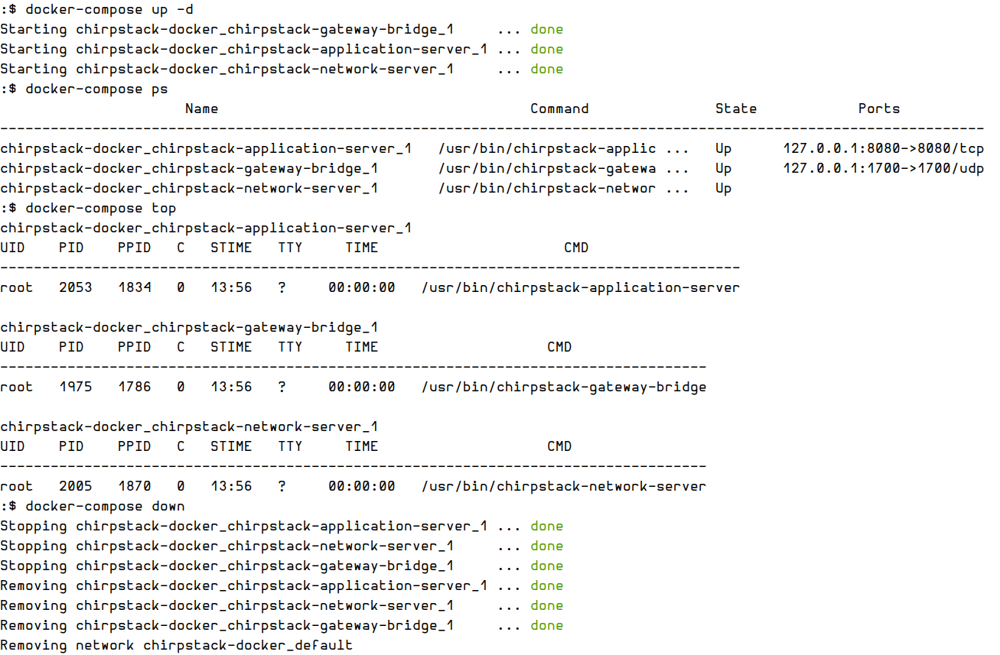 :$ docker-compose up -d
Starting chirpstack-docker_chirpstack-gateway-bridge_1     ... done
Starting chirpstack-docker_chirpstack-application-server_1 ... done
Starting chirpstack-docker_chirpstack-network-server_1     ... done
:$ docker-compose ps
                      Name                                     Command               State            Ports
---------------------------------------------------------------------------------------------------------------------
chirpstack-docker_chirpstack-application-server_1   /usr/bin/chirpstack-applic ...   Up      127.0.0.1:8080->8080/tcp
chirpstack-docker_chirpstack-gateway-bridge_1       /usr/bin/chirpstack-gatewa ...   Up      127.0.0.1:1700->1700/udp
chirpstack-docker_chirpstack-network-server_1       /usr/bin/chirpstack-networ ...   Up
:$ docker-compose top
chirpstack-docker_chirpstack-application-server_1
UID    PID    PPID   C   STIME   TTY     TIME                      CMD
----------------------------------------------------------------------------------------
root   2053   1834   0   13:56   ?     00:00:00   /usr/bin/chirpstack-application-server

chirpstack-docker_chirpstack-gateway-bridge_1
UID    PID    PPID   C   STIME   TTY     TIME                    CMD
------------------------------------------------------------------------------------
root   1975   1786   0   13:56   ?     00:00:00   /usr/bin/chirpstack-gateway-bridge

chirpstack-docker_chirpstack-network-server_1
UID    PID    PPID   C   STIME   TTY     TIME                    CMD
------------------------------------------------------------------------------------
root   2005   1870   0   13:56   ?     00:00:00   /usr/bin/chirpstack-network-server
:$ docker-compose down
Stopping chirpstack-docker_chirpstack-application-server_1 ... done
Stopping chirpstack-docker_chirpstack-network-server_1     ... done
Stopping chirpstack-docker_chirpstack-gateway-bridge_1     ... done
Removing chirpstack-docker_chirpstack-application-server_1 ... done
Removing chirpstack-docker_chirpstack-network-server_1     ... done
Removing chirpstack-docker_chirpstack-gateway-bridge_1     ... done
Removing network chirpstack-docker_default